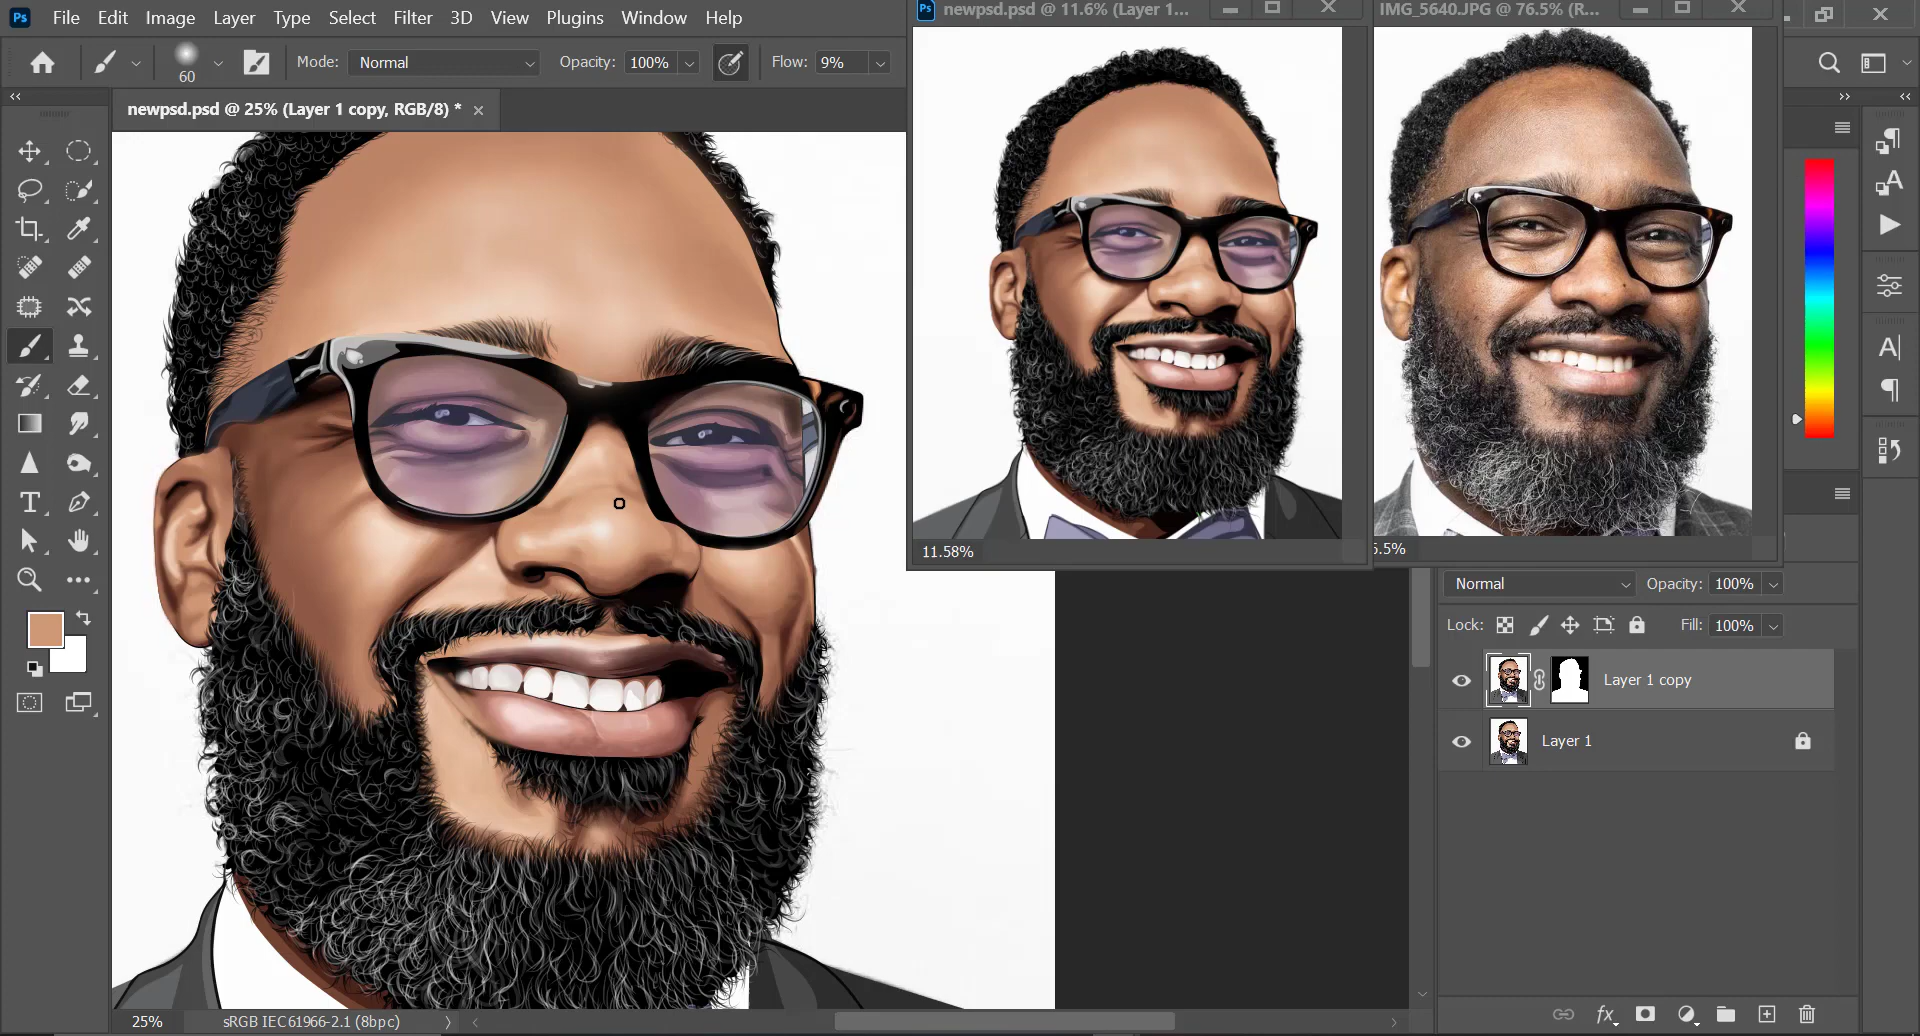 Ps File Edit Image Layer Type Select Filter 3D View Plugins Window Help
60 Mode: Normal Opacity: 100% Flow: 9%
newpsd.psd @ 25% (Layer 1 copy, RGB/8) *
Ps newpsd.psd @ 11.6% (Layer 1...
11.58%
IMG_5640.JPG @ 76.5% (R...
5.5%
Normal Opacity: 100%
Lock: Fill: 100%
Layer 1 copy
Layer 1
25% sRGB IEC61966-2.1 (8bpc)